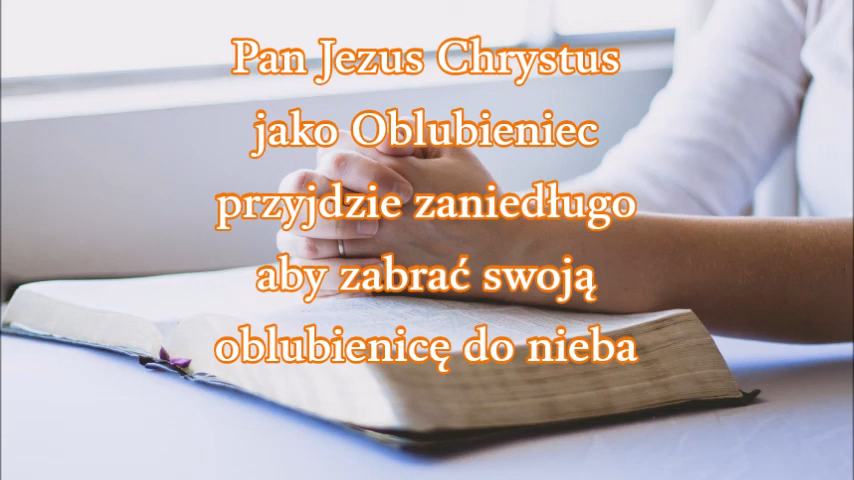 Pan Jezus Chrystus
jako Oblubieniec
przyjdzie zaniedługo
aby zabrać swoją
oblubienicę do nieba